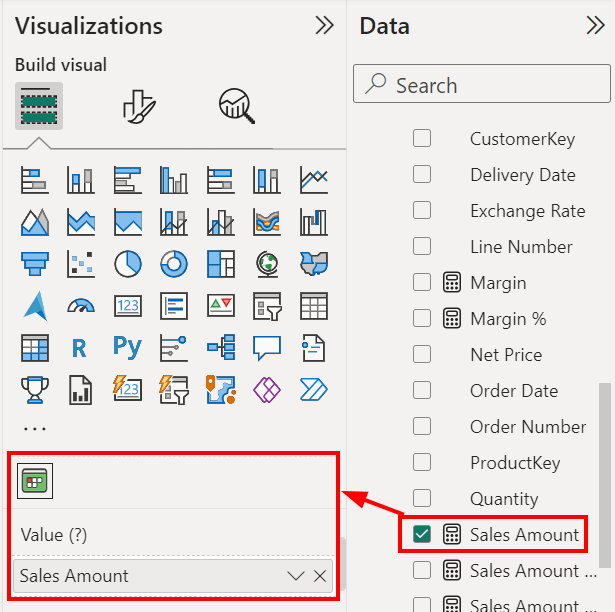 Visualizations
Build visual
123
R
Py
123
...
Value (?)
Sales Amount
Data
Search
CustomerKey
Delivery Date
Exchange Rate
Line Number
Margin
Margin %
Net Price
Order Date
Order Number
ProductKey
Quantity
Sales Amount
Sales Amount ...
Sales Amount ...